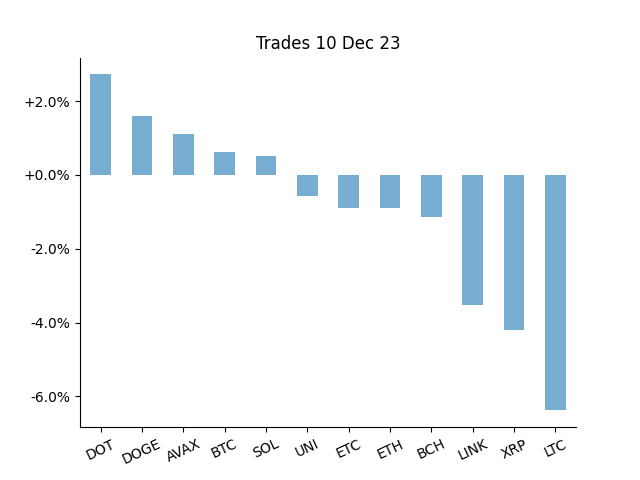 Trades 10 Dec 23
+2.0%
+0.0%
-2.0%
-4.0%
-6.0%
DOT DOGE AVAX BTC SOL UNI ETC ETH BCH LINK XRP LTC